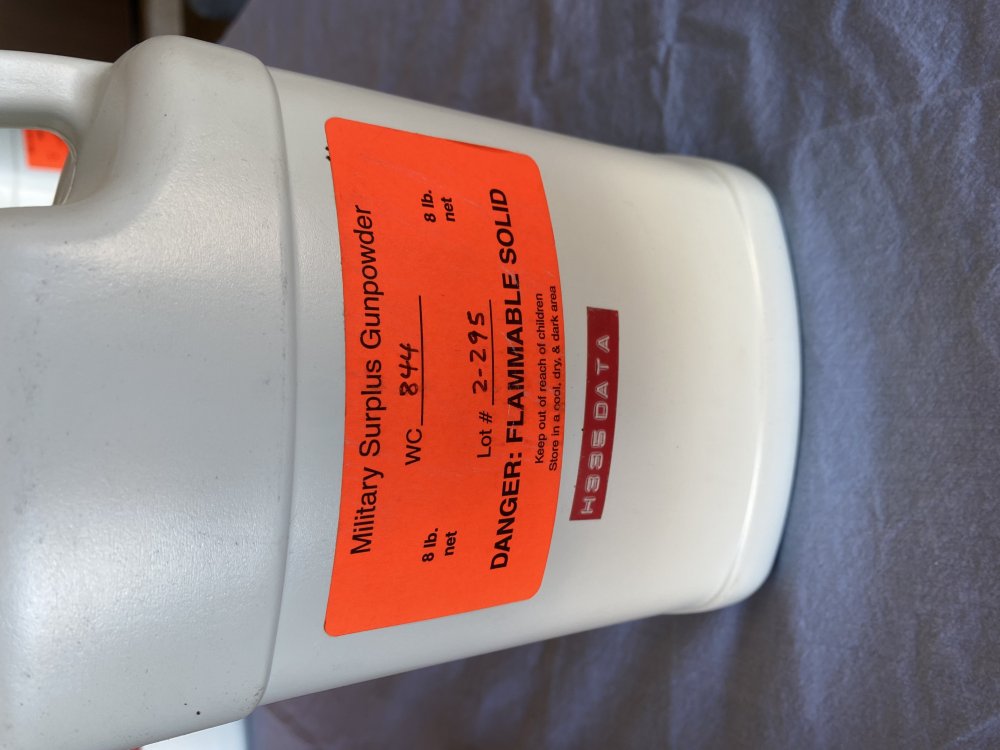 Military Surplus Gunpowder
WC 844
8 lb. 8 lb.
net net
Lot # 2-295
DANGER: FLAMMABLE SOLID
Keep out of reach of children
Store in a cool, dry, & dark area
H335 DATA